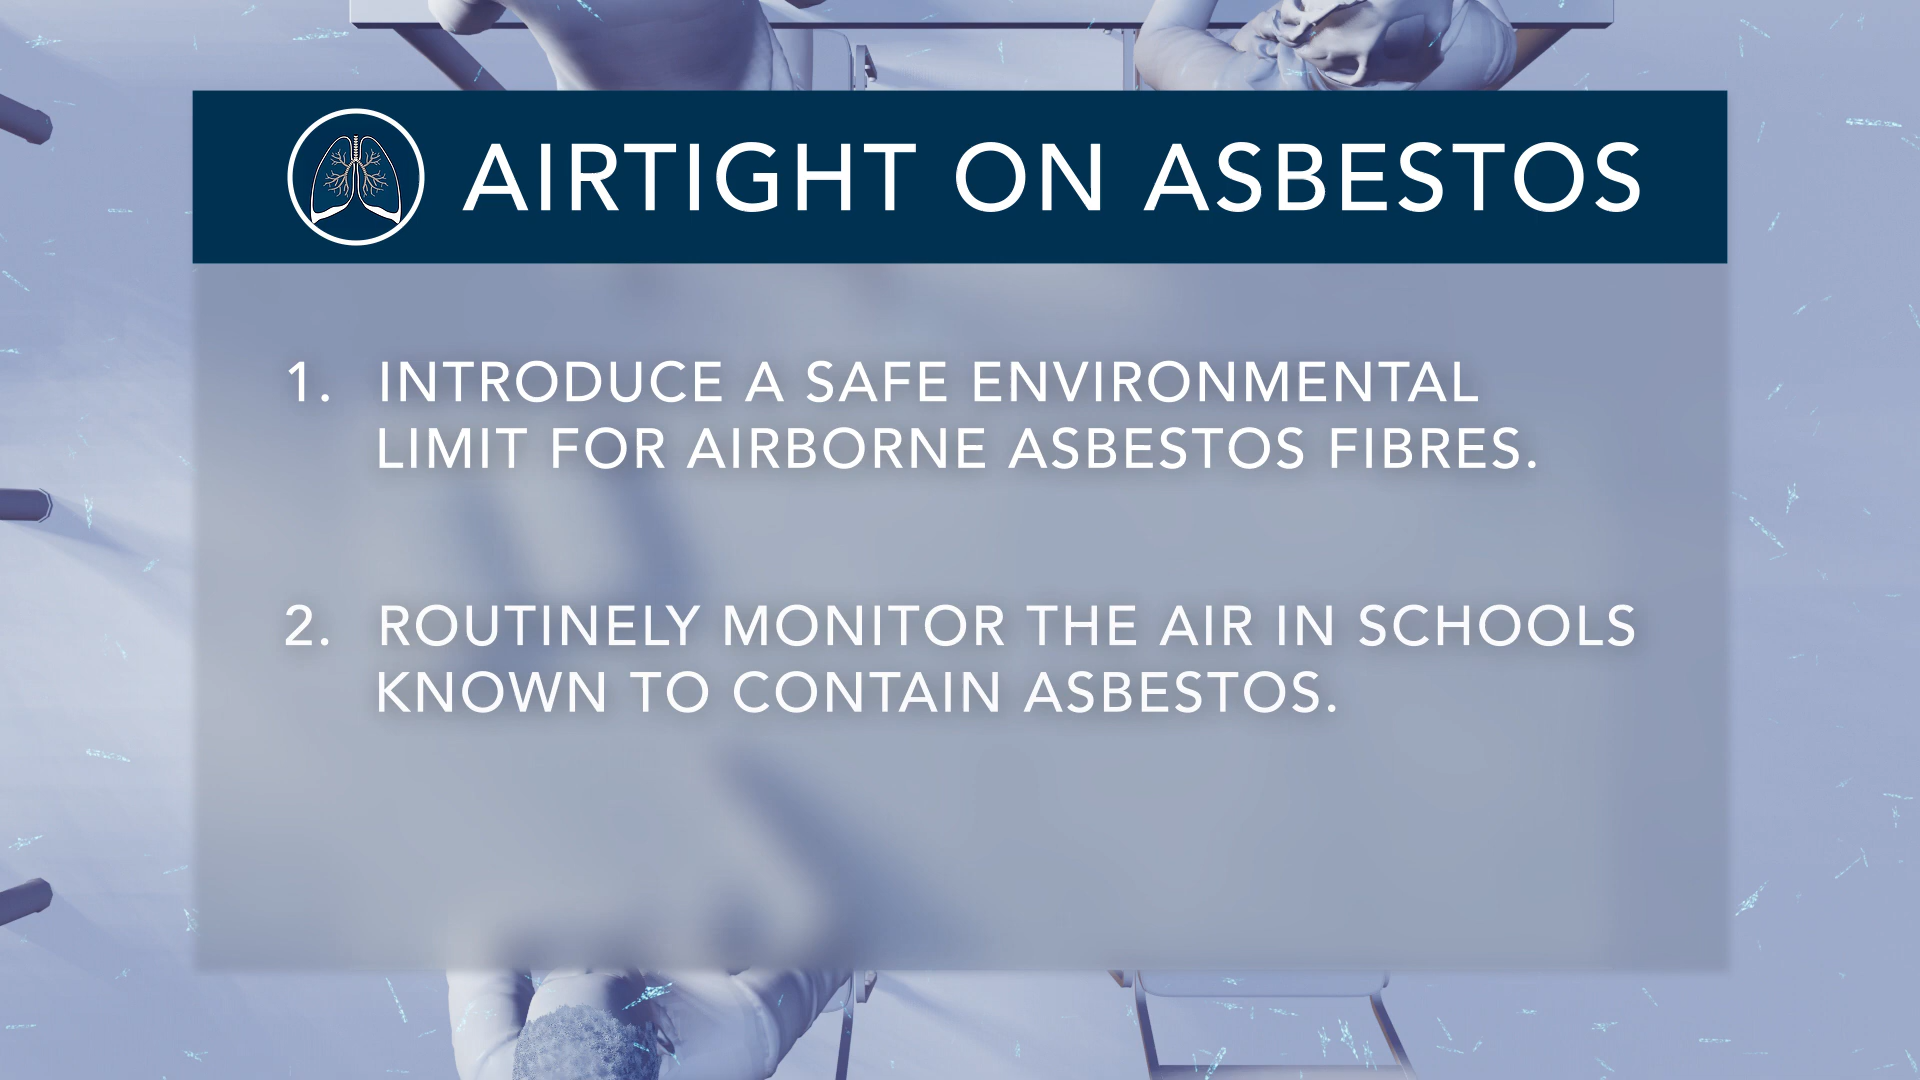 AIRTIGHT ON ASBESTOS
1. INTRODUCE A SAFE ENVIRONMENTAL
LIMIT FOR AIRBORNE ASBESTOS FIBRES.
2. ROUTINELY MONITOR THE AIR IN SCHOOLS
KNOWN TO CONTAIN ASBESTOS.